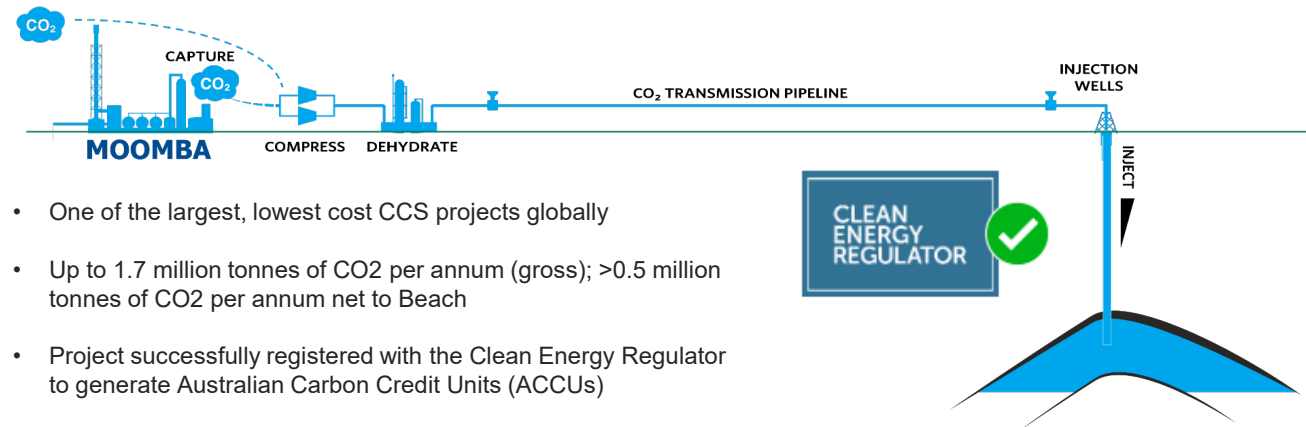 CO₂
CAPTURE
CO₂
MOOMBA
COMPRESS
DEHYDRATE
CO₂ TRANSMISSION PIPELINE
INJECTION
WELLS
INJECT
• One of the largest, lowest cost CCS projects globally
• Up to 1.7 million tonnes of CO2 per annum (gross); >0.5 million
tonnes of CO2 per annum net to Beach
• Project successfully registered with the Clean Energy Regulator
to generate Australian Carbon Credit Units (ACCUs)
CLEAN
ENERGY
REGULATOR